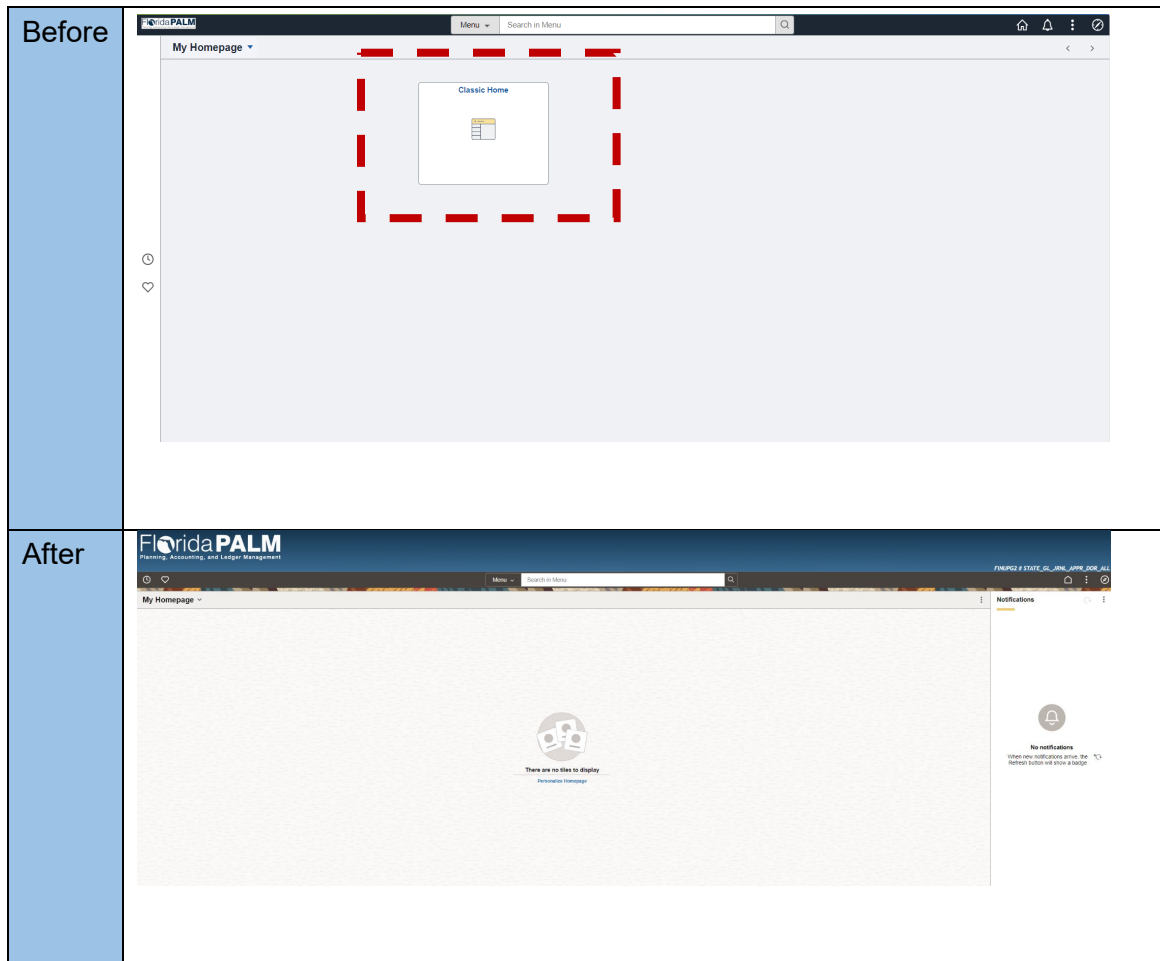 Before
Florida PALM
Menu
Search in Menu
My Homepage
Classic Home
After
Florida PALM
Planning, Accounting, and Ledger Management
FINUPG2 # STATE_GL_JRNL_APPR_DOR_ALL
Menu
Search in Menu
My Homepage
Notifications
There are no tiles to display
Personalize Homepage
No notifications
When new notifications arrive, the
Refresh button will show a badge